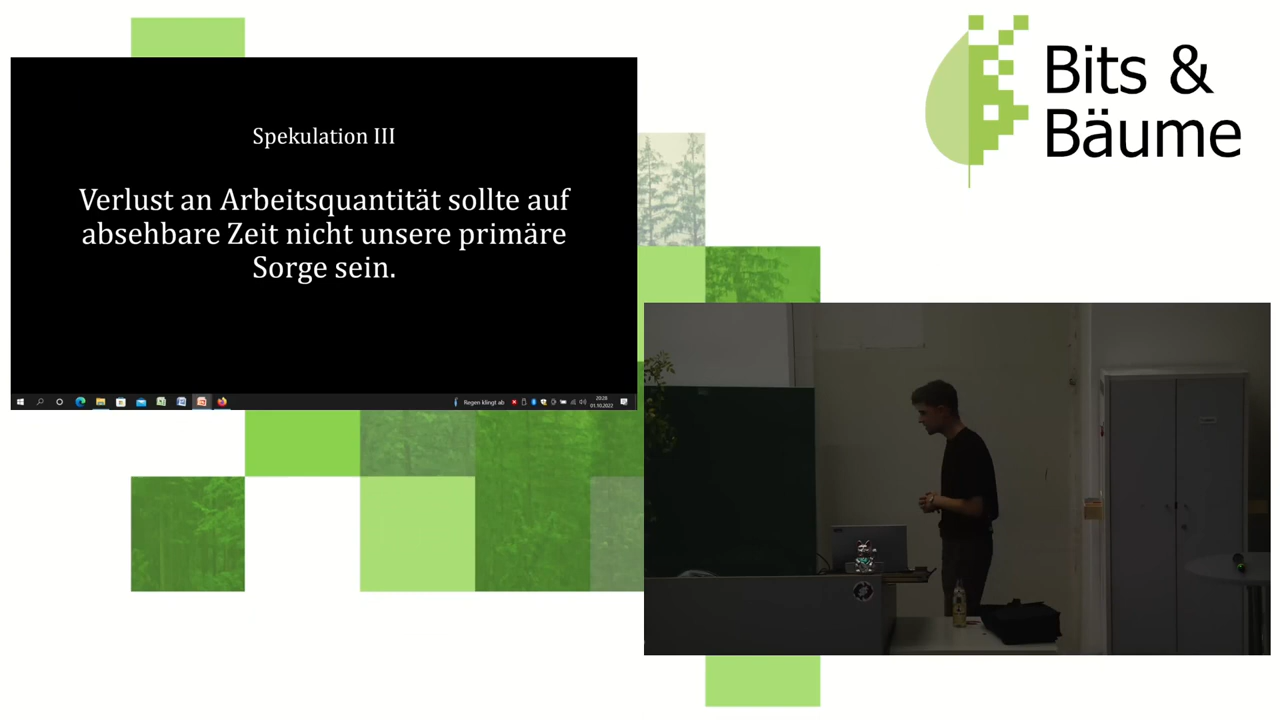 Spekulation III
Verlust an Arbeitsquantität sollte auf
absehbare Zeit nicht unsere primäre
Sorge sein.
Regen klingt ab
20:28
01.10.2022
Bits &
Bäume